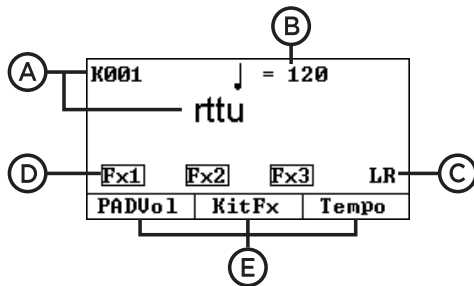 B
A
K001 ♩ = 120
rttu
D
Fx1 Fx2 Fx3 LR
C
PADVol KitFx Tempo
E